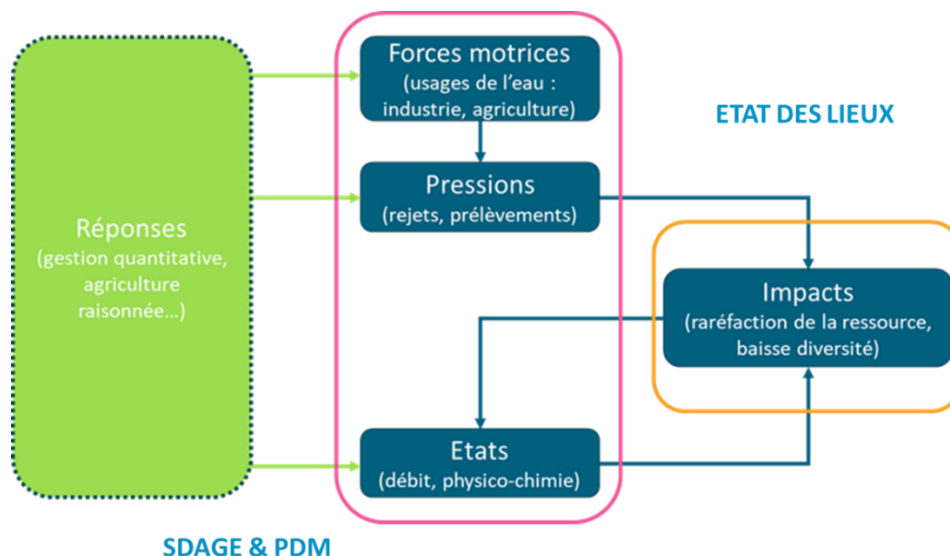 Forces motrices
(usages de l'eau :
industrie, agriculture)
ETAT DES LIEUX
Pressions
(rejets, prélèvements)
Réponses
(gestion quantitative,
agriculture
raisonnée...)
Impacts
(raréfaction de la ressource,
baisse diversité)
Etats
(débit, physico-chimie)
SDAGE & PDM